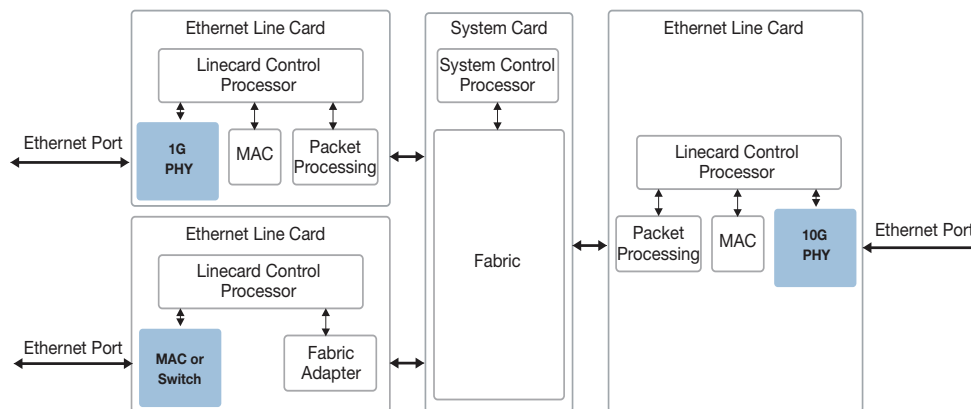 Ethernet Line Card
Linecard Control
Processor
Ethernet Port
1G
PHY
MAC
Packet
Processing
Ethernet Line Card
Linecard Control
Processor
Ethernet Port
MAC or
Switch
Fabric
Adapter
System Card
System Control
Processor
Fabric
Ethernet Line Card
Linecard Control
Processor
Packet
Processing
MAC
10G
PHY
Ethernet Port